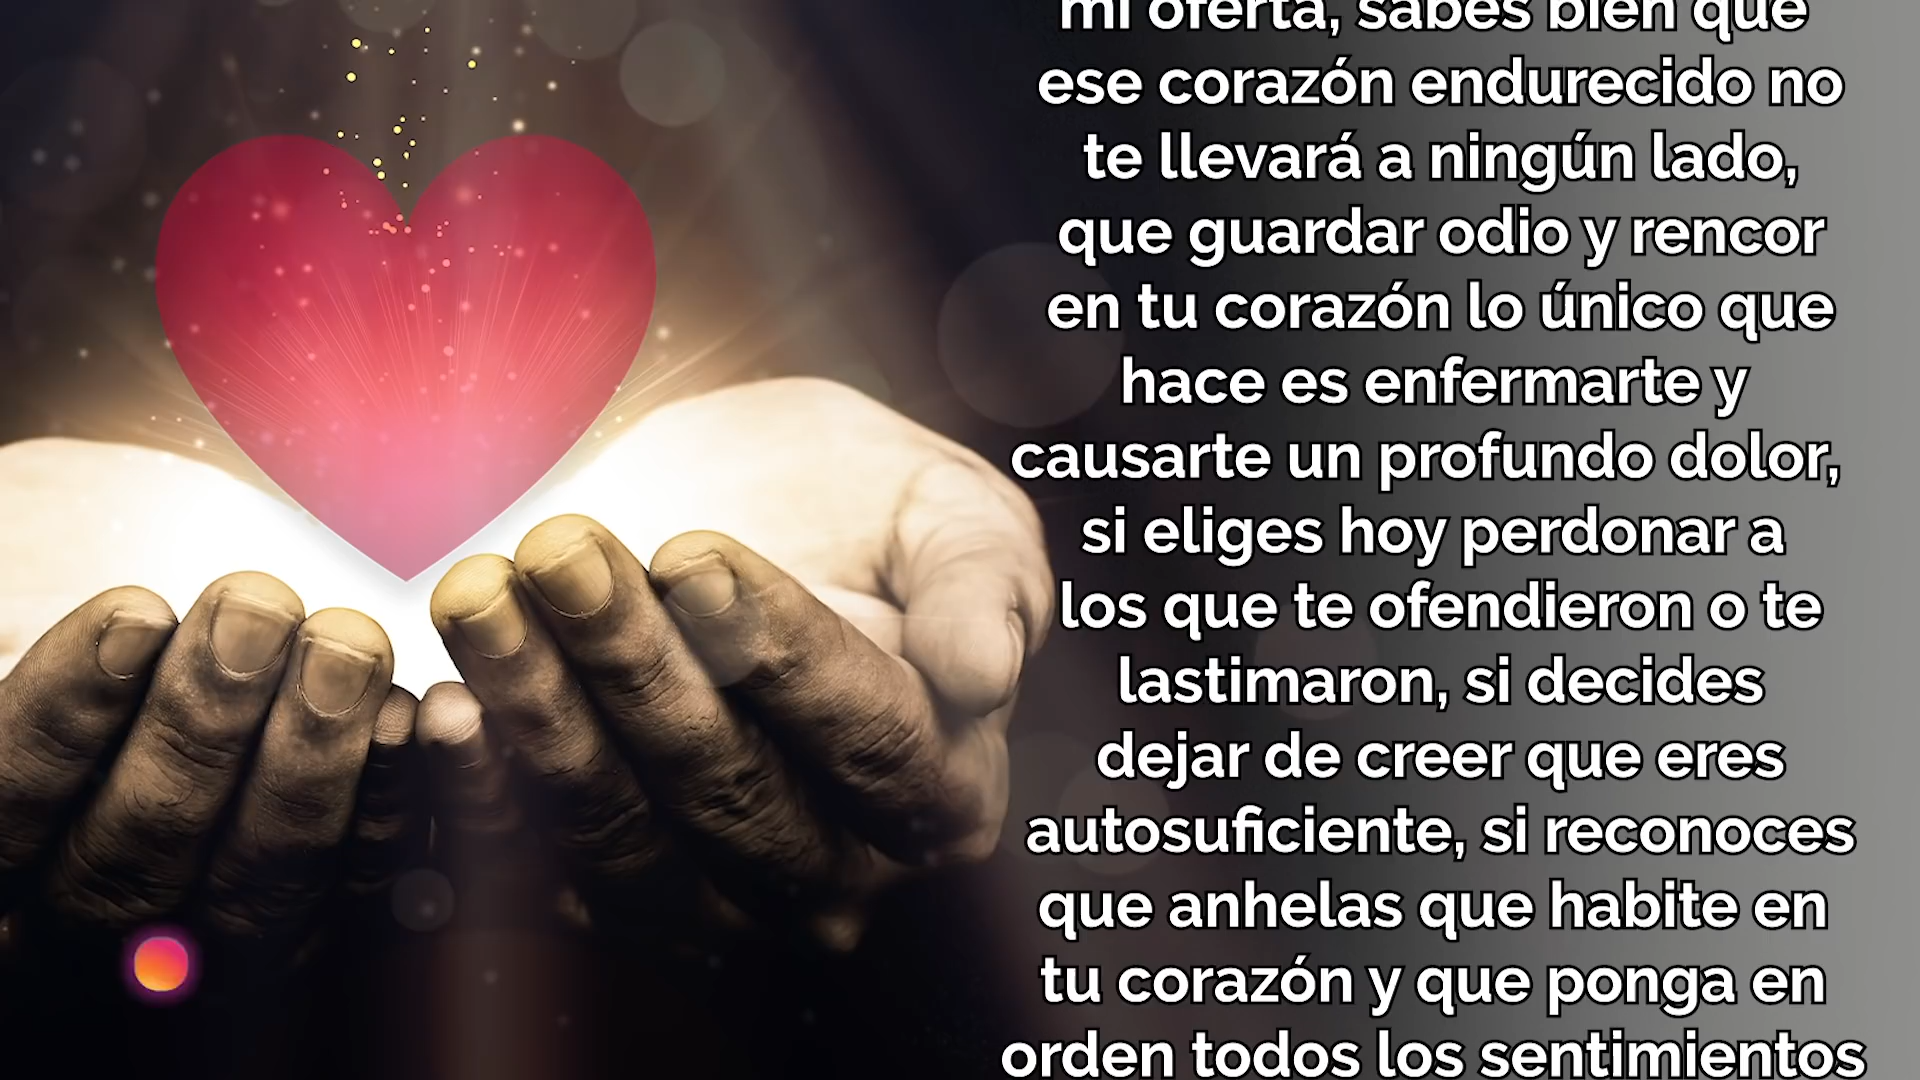 mi oferta, sabes bien que
ese corazón endurecido no
te llevará a ningún lado,
que guardar odio y rencor
en tu corazón lo único que
hace es enfermarte y
causarte un profundo dolor,
si eliges hoy perdonar a
los que te ofendieron o te
lastimaron, si decides
dejar de creer que eres
autosuficiente, si reconoces
que anhelas que habite en
tu corazón y que ponga en
orden todos los sentimientos